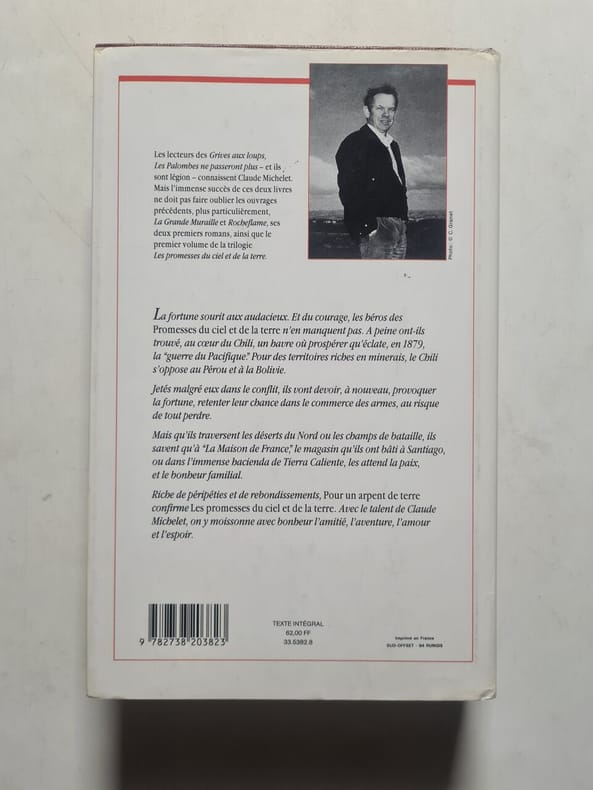 Les lecteurs des Grives aux loups,
Les Palombes ne passeront plus – et ils
sont légion – connaissent Claude Michelet.
Mais l'immense succès de ces deux livres
ne doit pas faire oublier les ouvrages
précédents, plus particulièrement,
La Grande Muraille et Rocheflame, ses
deux premiers romans, ainsi que le
premier volume de la trilogie
Les promesses du ciel et de la terre.
Photo : © C. Granet
La fortune sourit aux audacieux. Et du courage, les héros des
Promesses du ciel et de la terre n'en manquent pas. A peine ont-ils
trouvé, au cœur du Chili, un havre où prospérer qu'éclate, en 1879,
la "guerre du Pacifique." Pour des territoires riches en minerais, le Chili
s'oppose au Pérou et à la Bolivie.
Jetés malgré eux dans le conflit, ils vont devoir, à nouveau, provoquer
la fortune, retenter leur chance dans le commerce des armes, au risque
de tout perdre.
Mais qu'ils traversent les déserts du Nord ou les champs de bataille, ils
savent qu'à "La Maison de France," le magasin qu'ils ont bâti à Santiago,
ou dans l'immense hacienda de Tierra Caliente, les attend la paix,
et le bonheur familial.
Riche de péripéties et de rebondissements, Pour un arpent de terre
confirme Les promesses du ciel et de la terre. Avec le talent de Claude
Michelet, on y moissonne avec bonheur l'amitié, l'aventure, l'amour
et l'espoir.
9 782738 203823
TEXTE INTÉGRAL
62,00 FF
33.5382.8
Imprimé en France
SUD-OFFSET - 94 RUNGIS